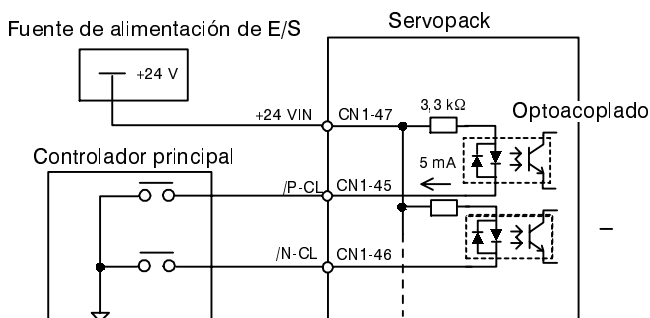 Servopack
Fuente de alimentación de E/S
+24 V
3,3 kΩ
Optoacoplado
+24 VIN
CN1-47
Controlador principal
5 mA
/P-CL
CN1-45
/N-CL
CN1-46